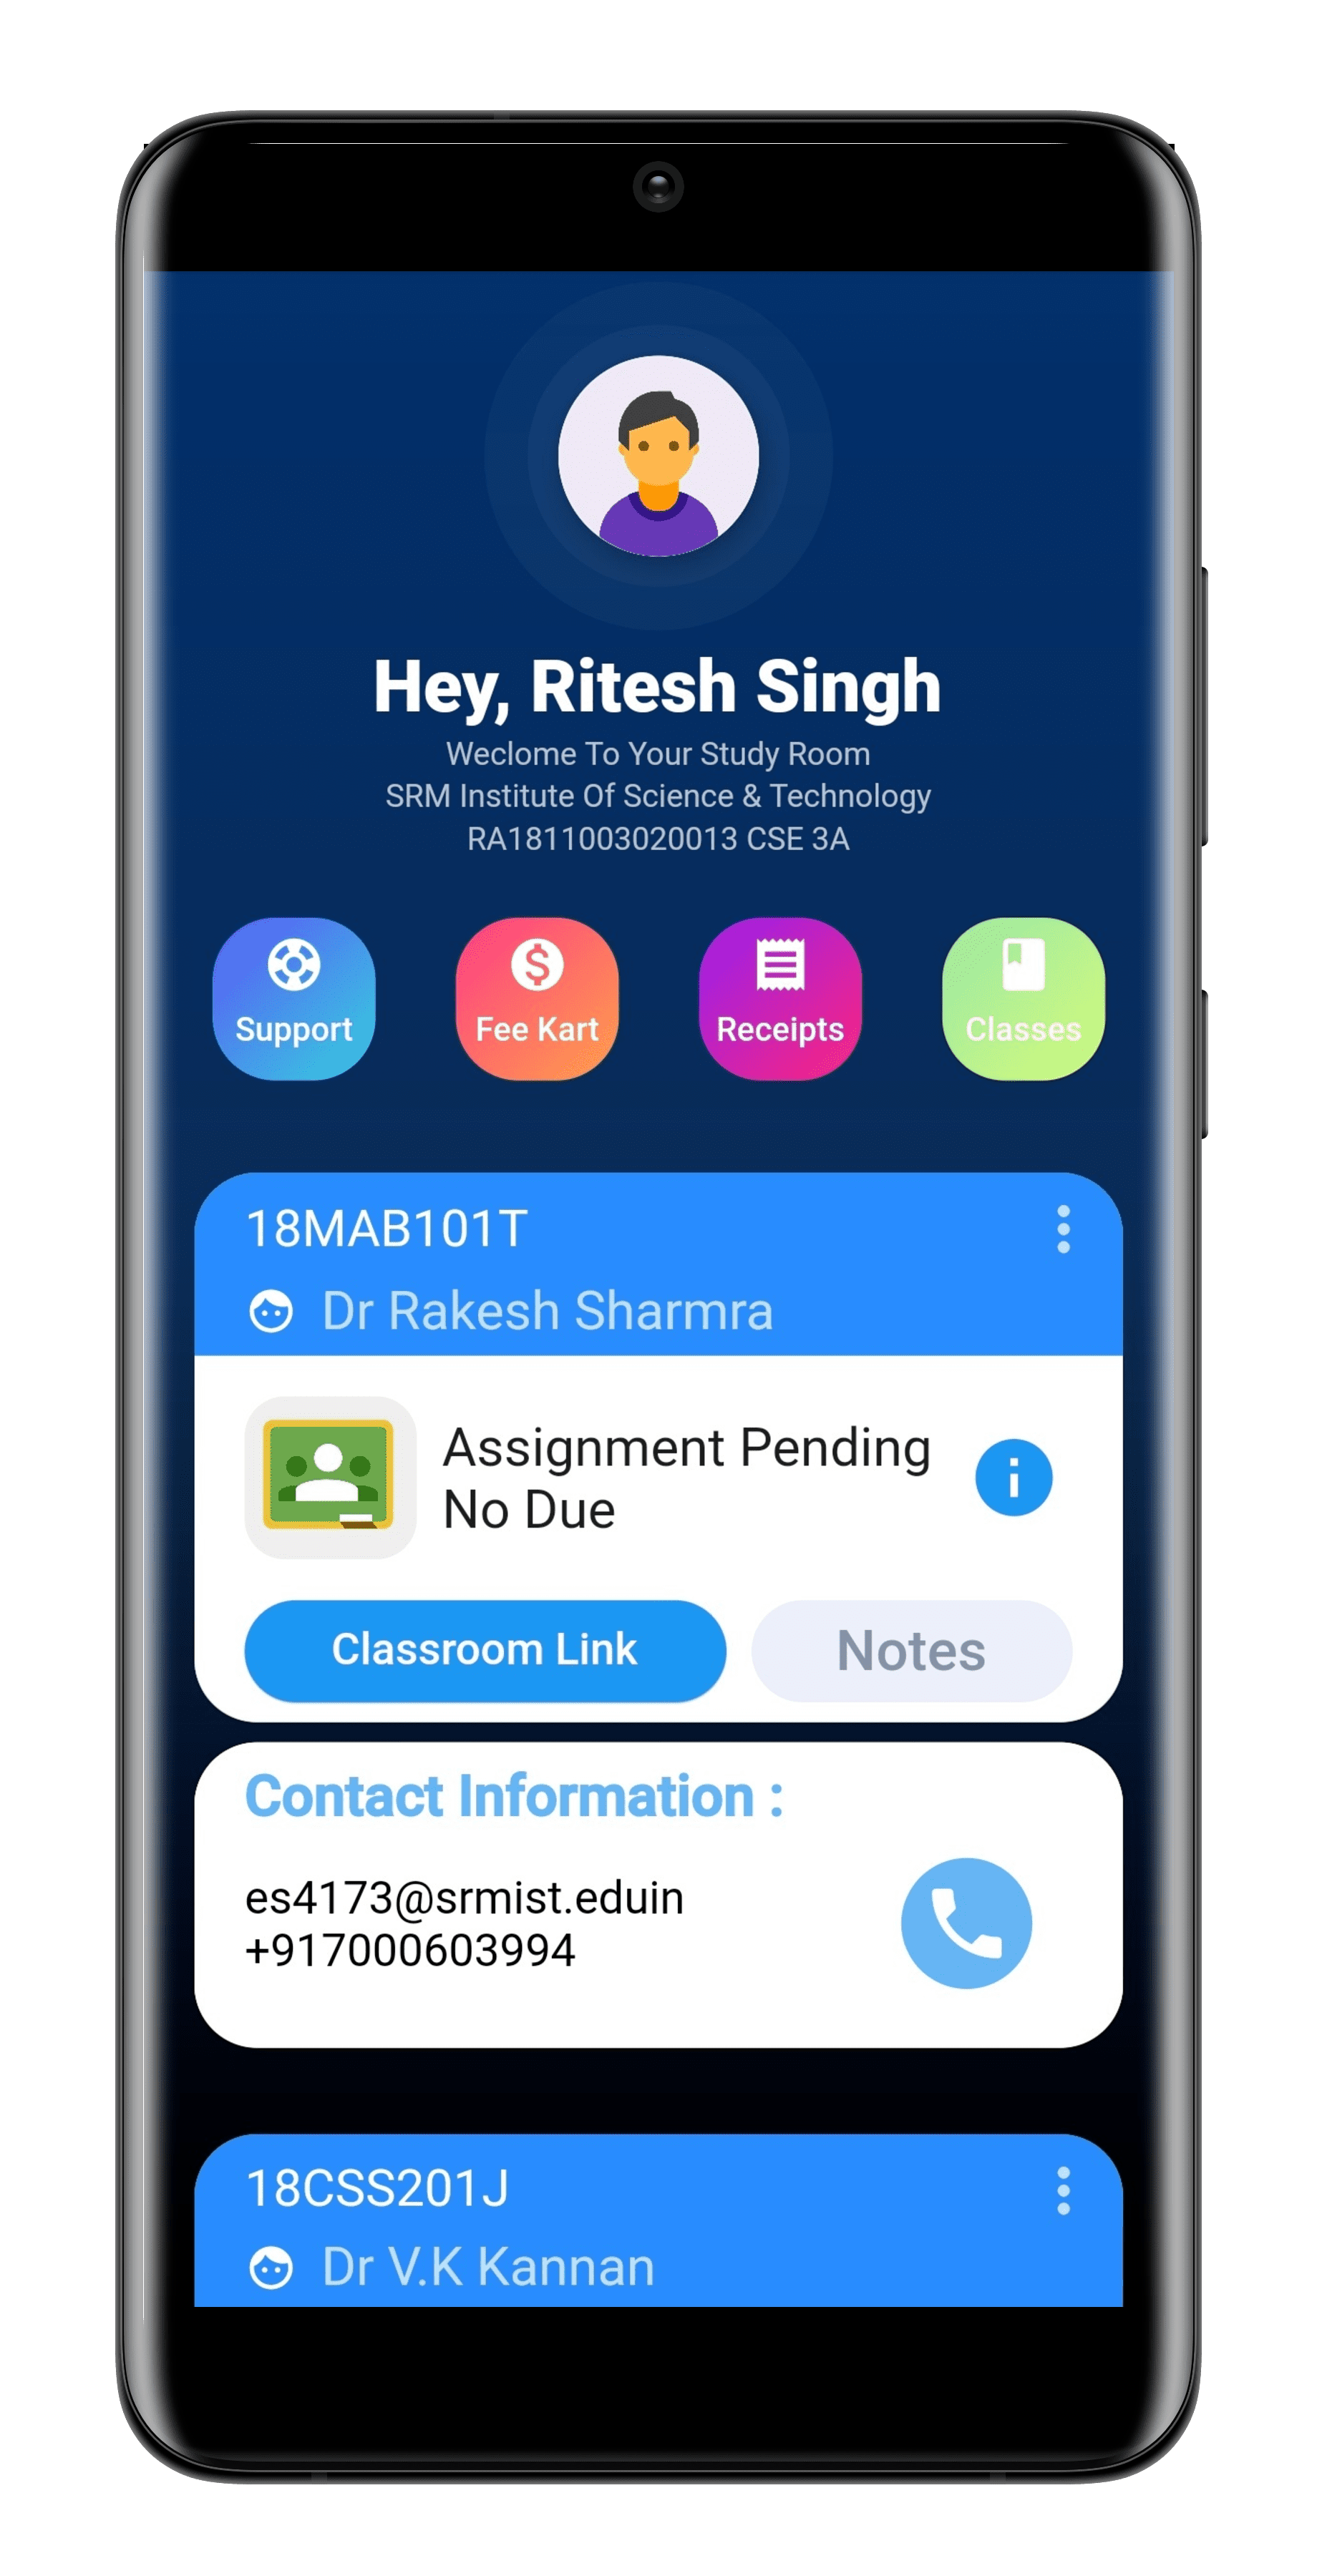 Hey, Ritesh Singh
Weclome To Your Study Room
SRM Institute Of Science & Technology
RA1811003020013 CSE 3A
Support
Fee Kart
Receipts
Classes
18MAB101T
Dr Rakesh Sharmra
Assignment Pending
No Due
Classroom Link
Notes
Contact Information :
es4173@srmist.eduin
+917000603994
18CSS201J
Dr V.K Kannan